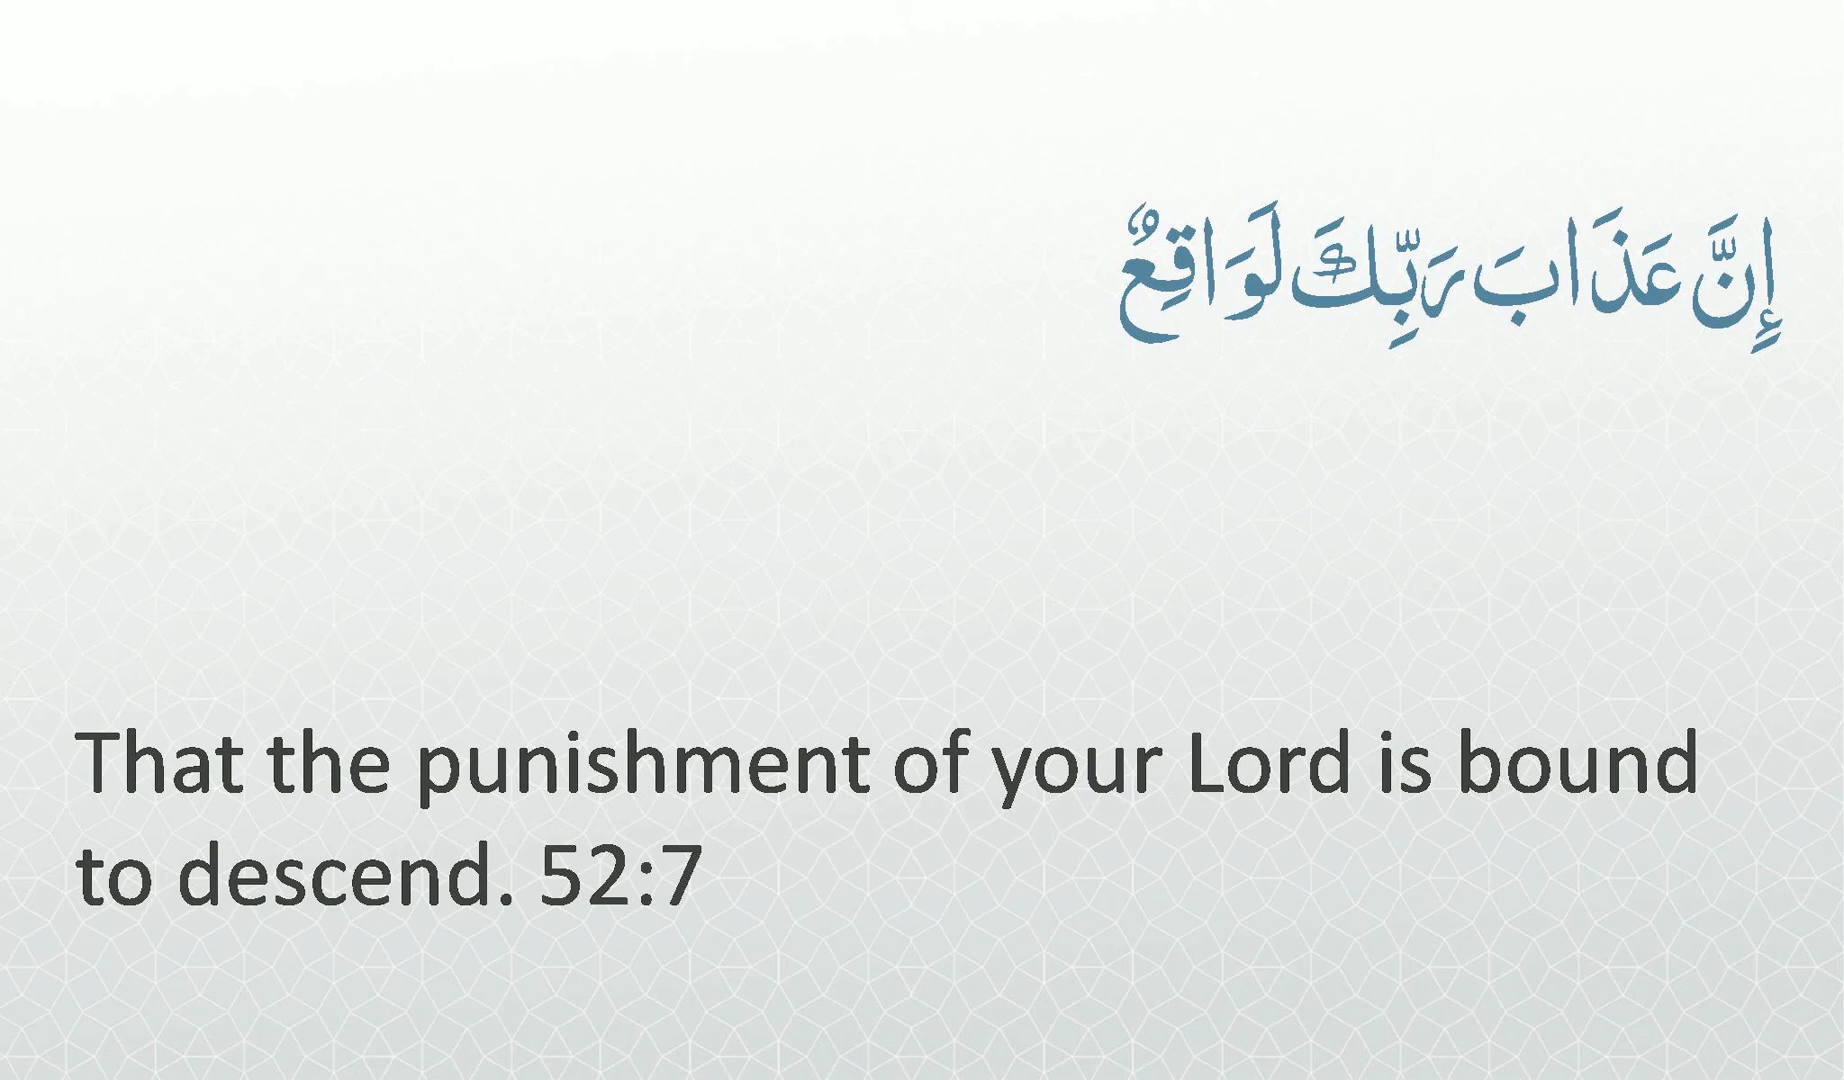 إِنَّ عَذَابَ رَبِّكَ لَوَاقِعٌ
That the punishment of your Lord is bound
to descend. 52:7